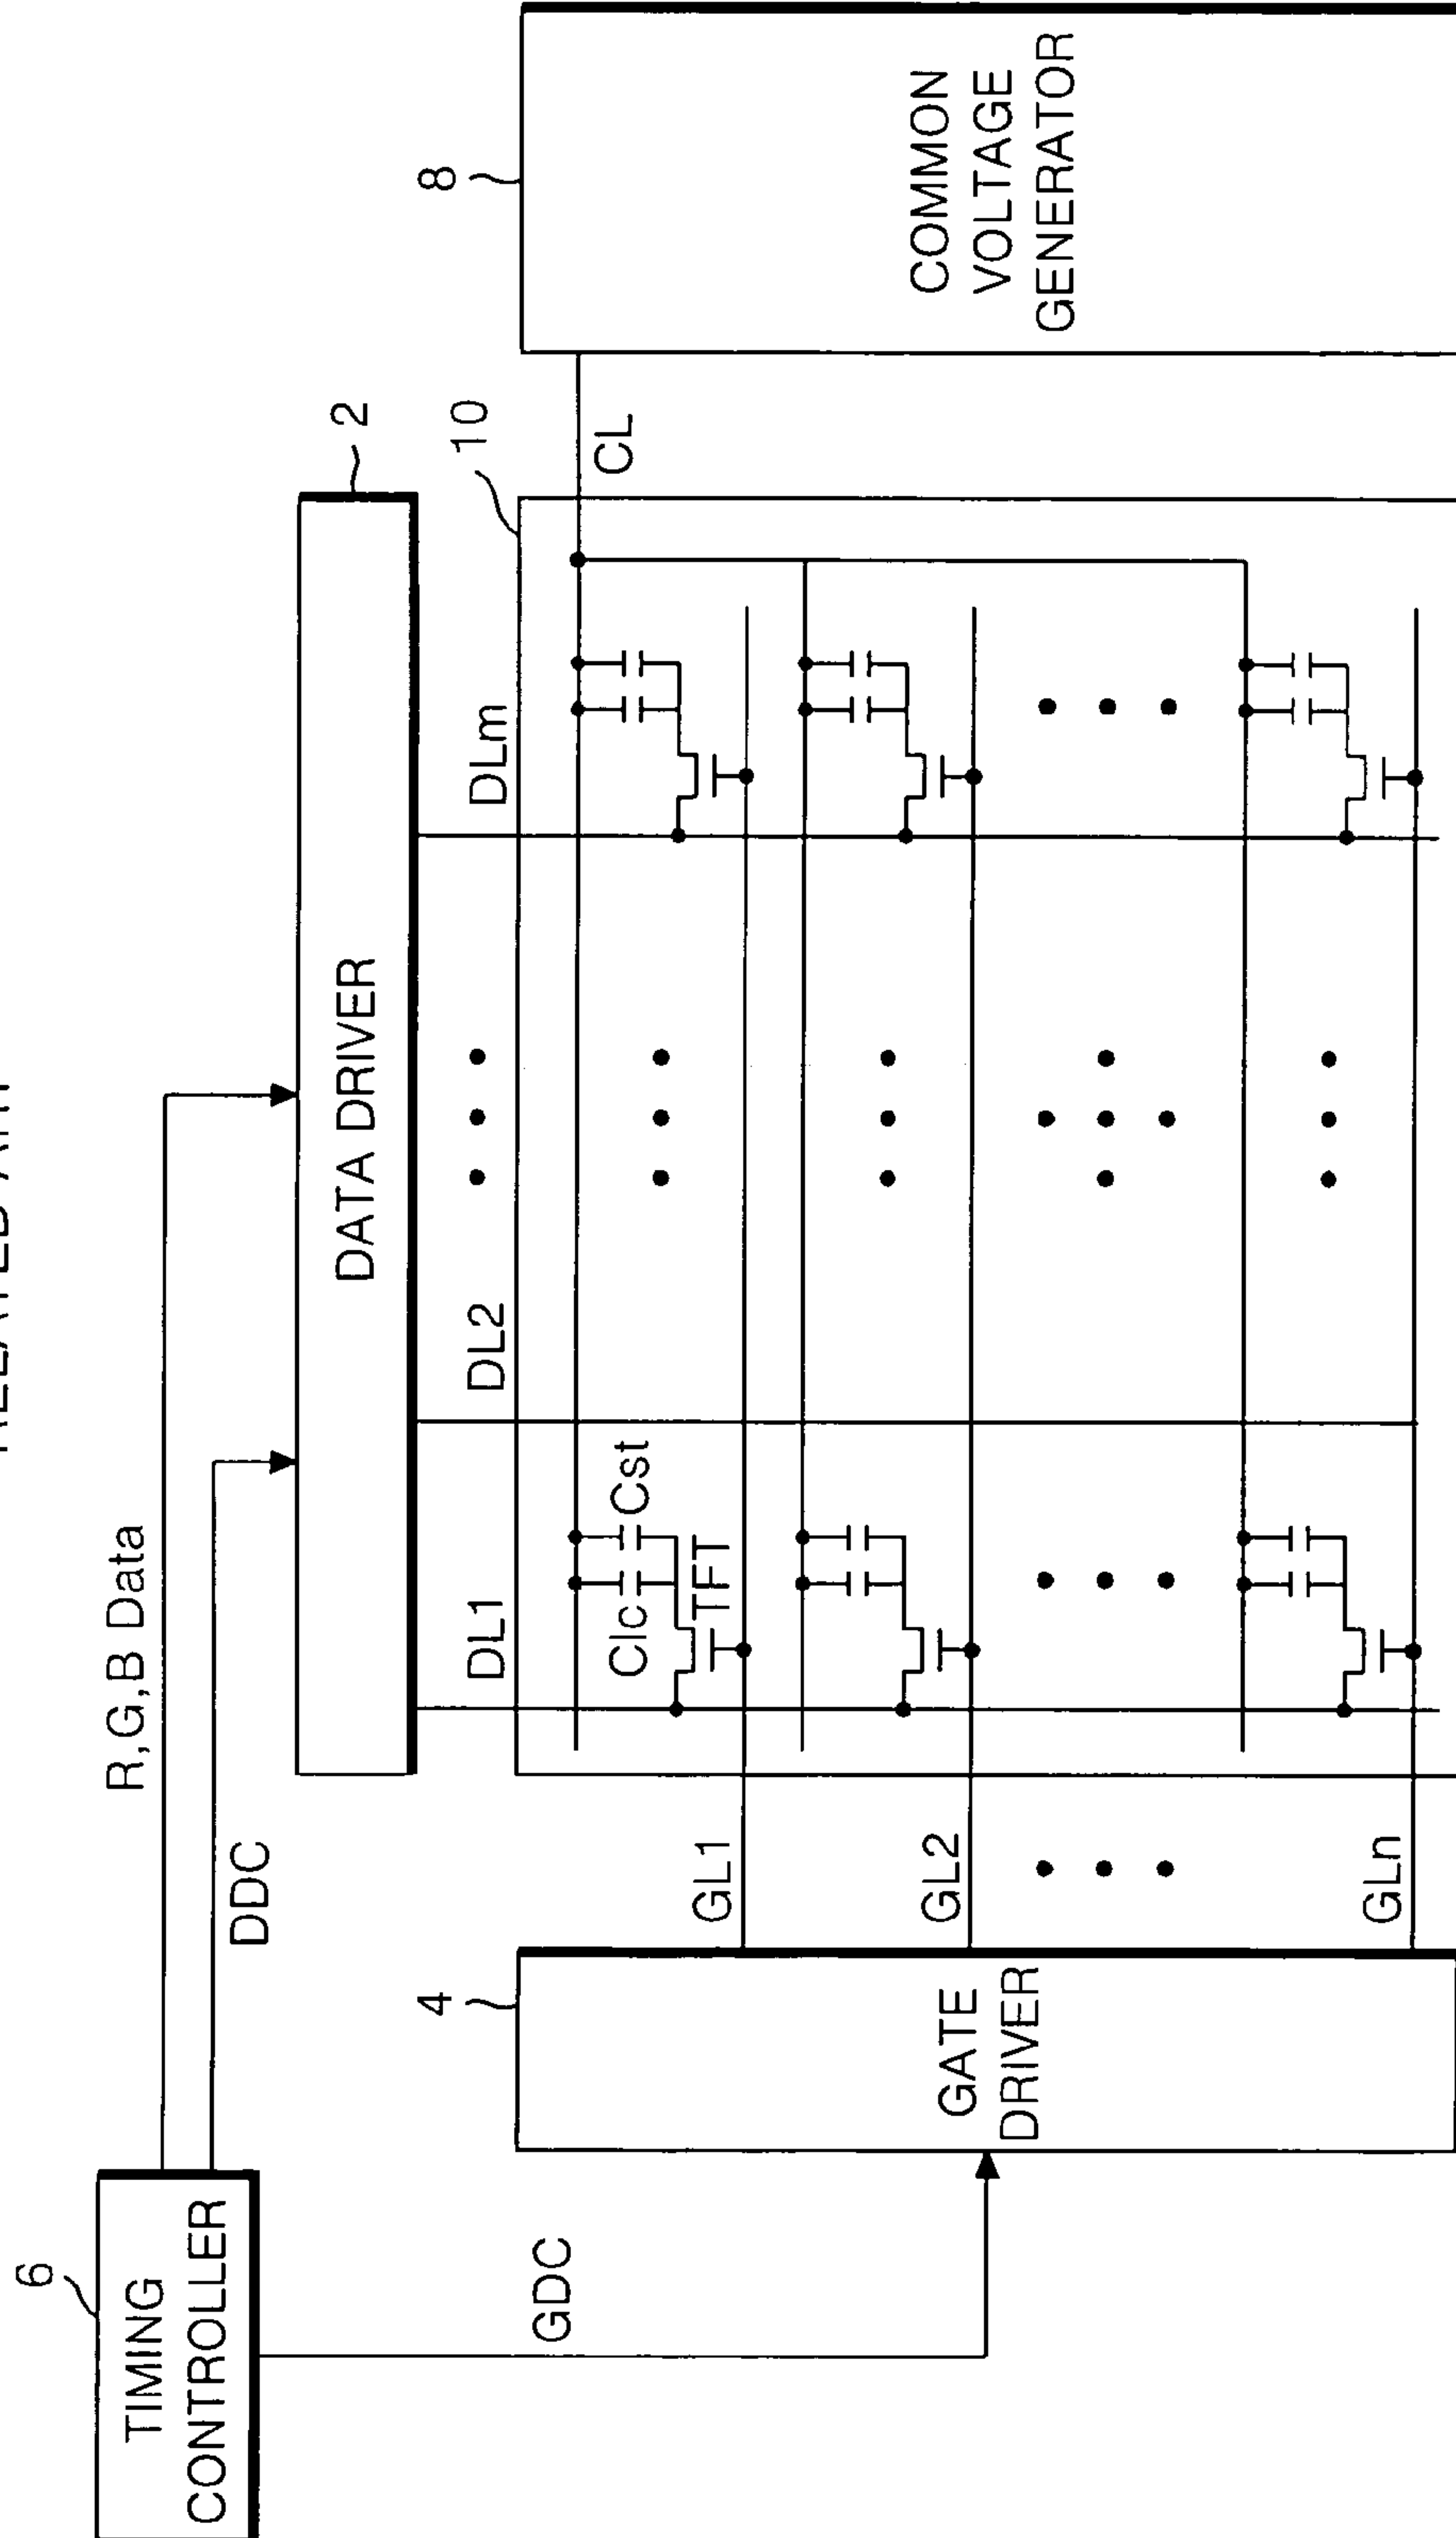 RELATED ART
6
TIMING
CONTROLLER
R,G,B Data
DDC
GDC
DATA DRIVER
2
4
GATE
DRIVER
DL1
DL2
DLm
10
8
CL
COMMON
VOLTAGE
GENERATOR
Clc
Cst
TFT
GL1
GL2
GLn